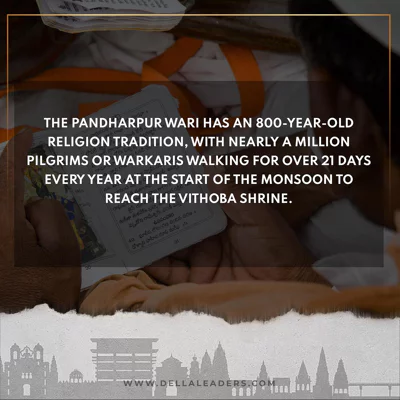 THE PANDHARPUR WARI HAS AN 800-YEAR-OLD
RELIGION TRADITION, WITH NEARLY A MILLION
PILGRIMS OR WARKARIS WALKING FOR OVER 21 DAYS
EVERY YEAR AT THE START OF THE MONSOON TO
REACH THE VITHOBA SHRINE.
WWW.DELLALEADERS.COM